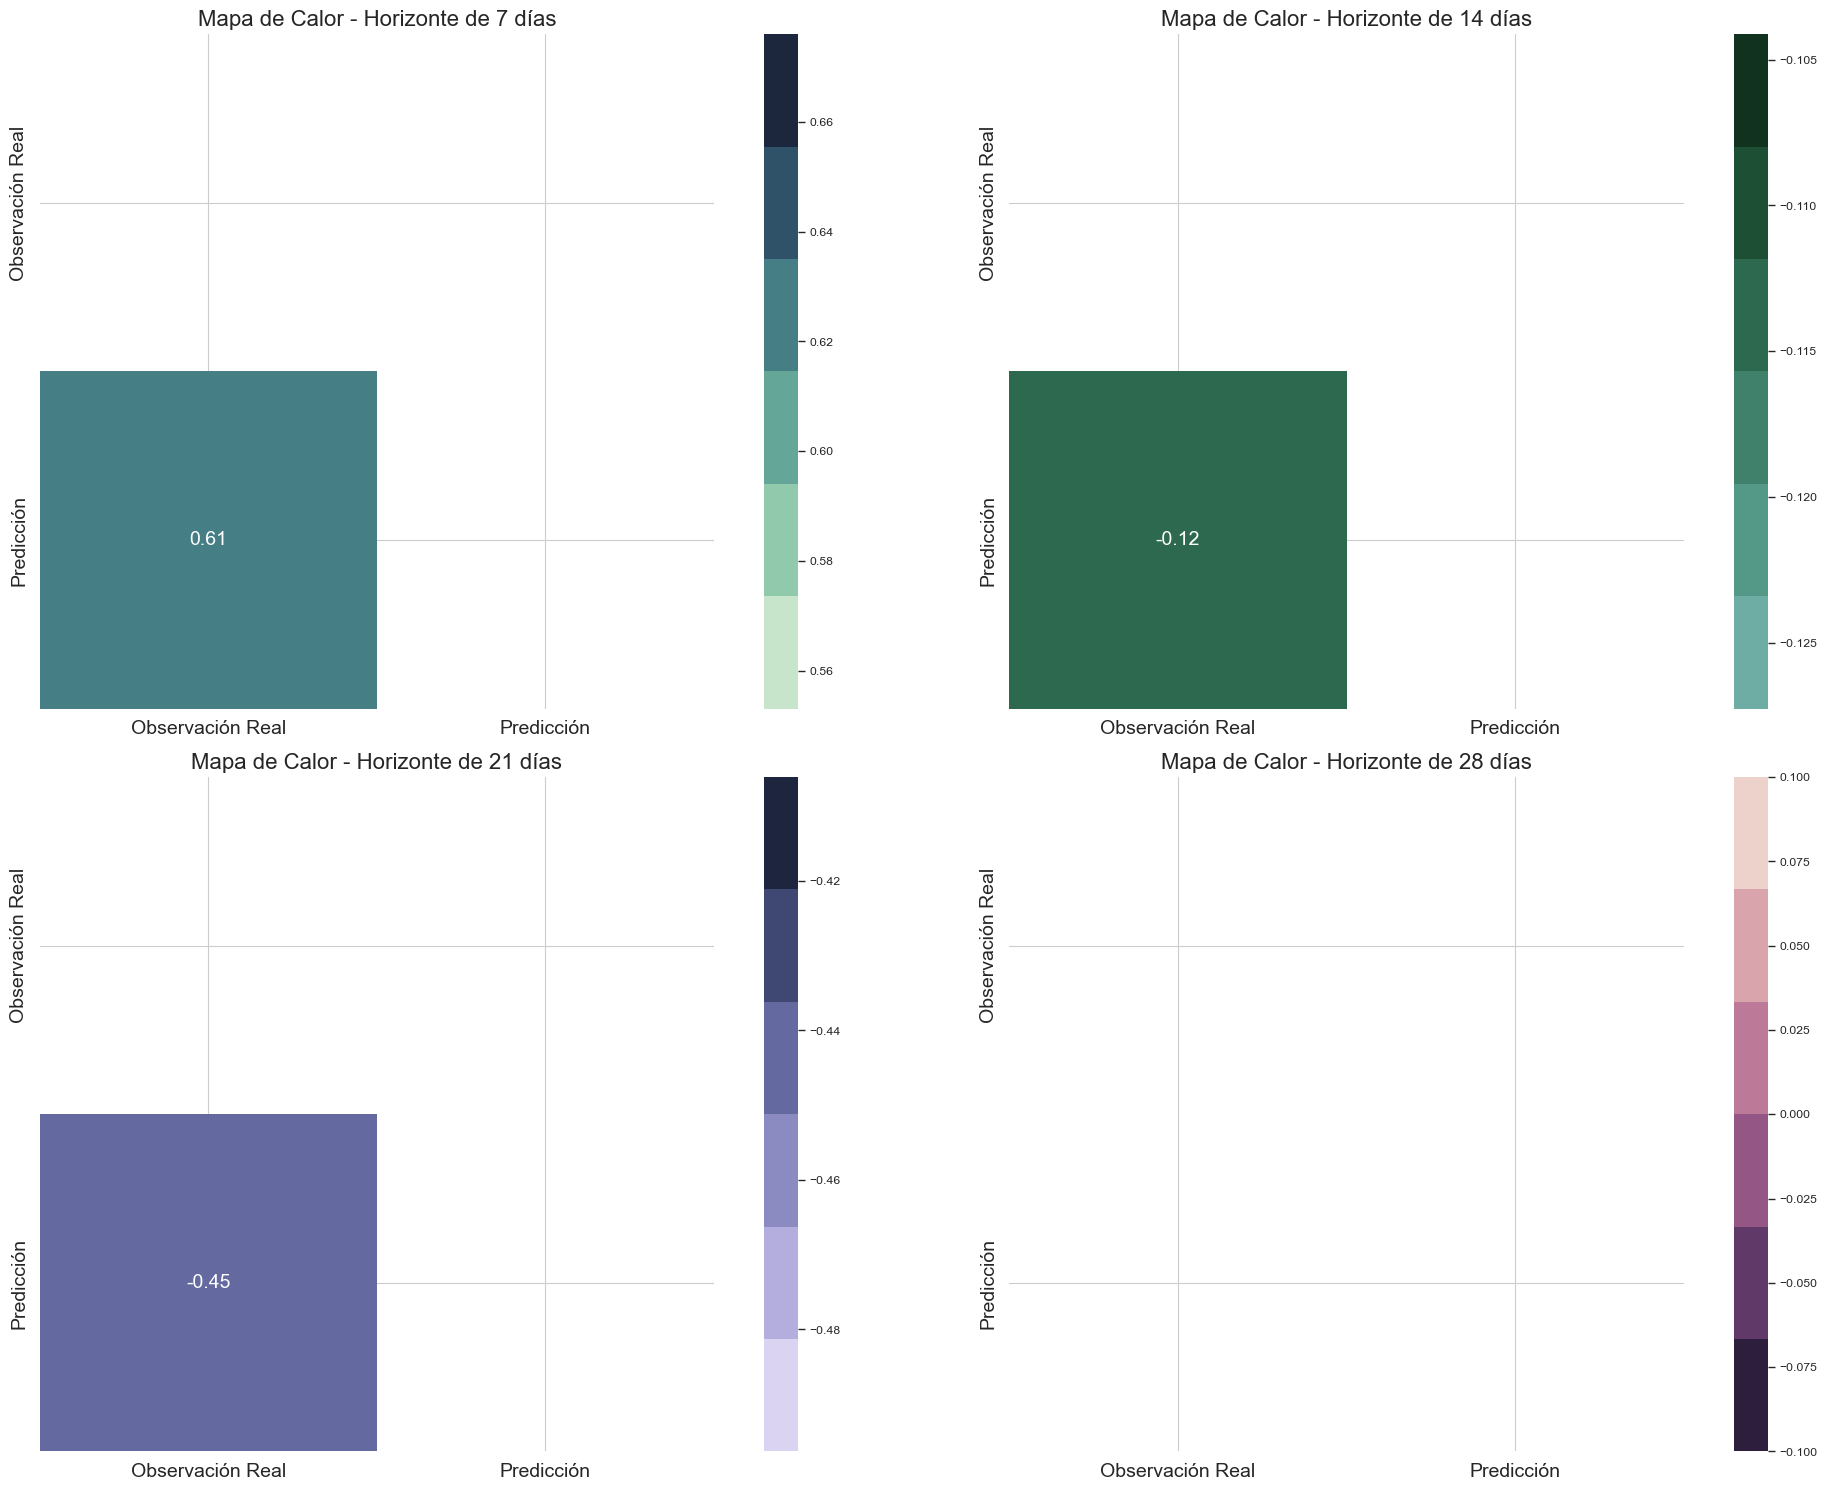 Mapa de Calor - Horizonte de 7 días
Observación Real
Predicción
0.61
Observación Real
Predicción
0.66
0.64
0.62
0.60
0.58
0.56
Mapa de Calor - Horizonte de 14 días
Observación Real
Predicción
-0.12
Observación Real
Predicción
−0.105
−0.110
−0.115
−0.120
−0.125
Mapa de Calor - Horizonte de 21 días
Observación Real
Predicción
-0.45
Observación Real
Predicción
−0.42
−0.44
−0.46
−0.48
Mapa de Calor - Horizonte de 28 días
Observación Real
Predicción
Observación Real
Predicción
0.100
0.075
0.050
0.025
0.000
−0.025
−0.050
−0.075
−0.100